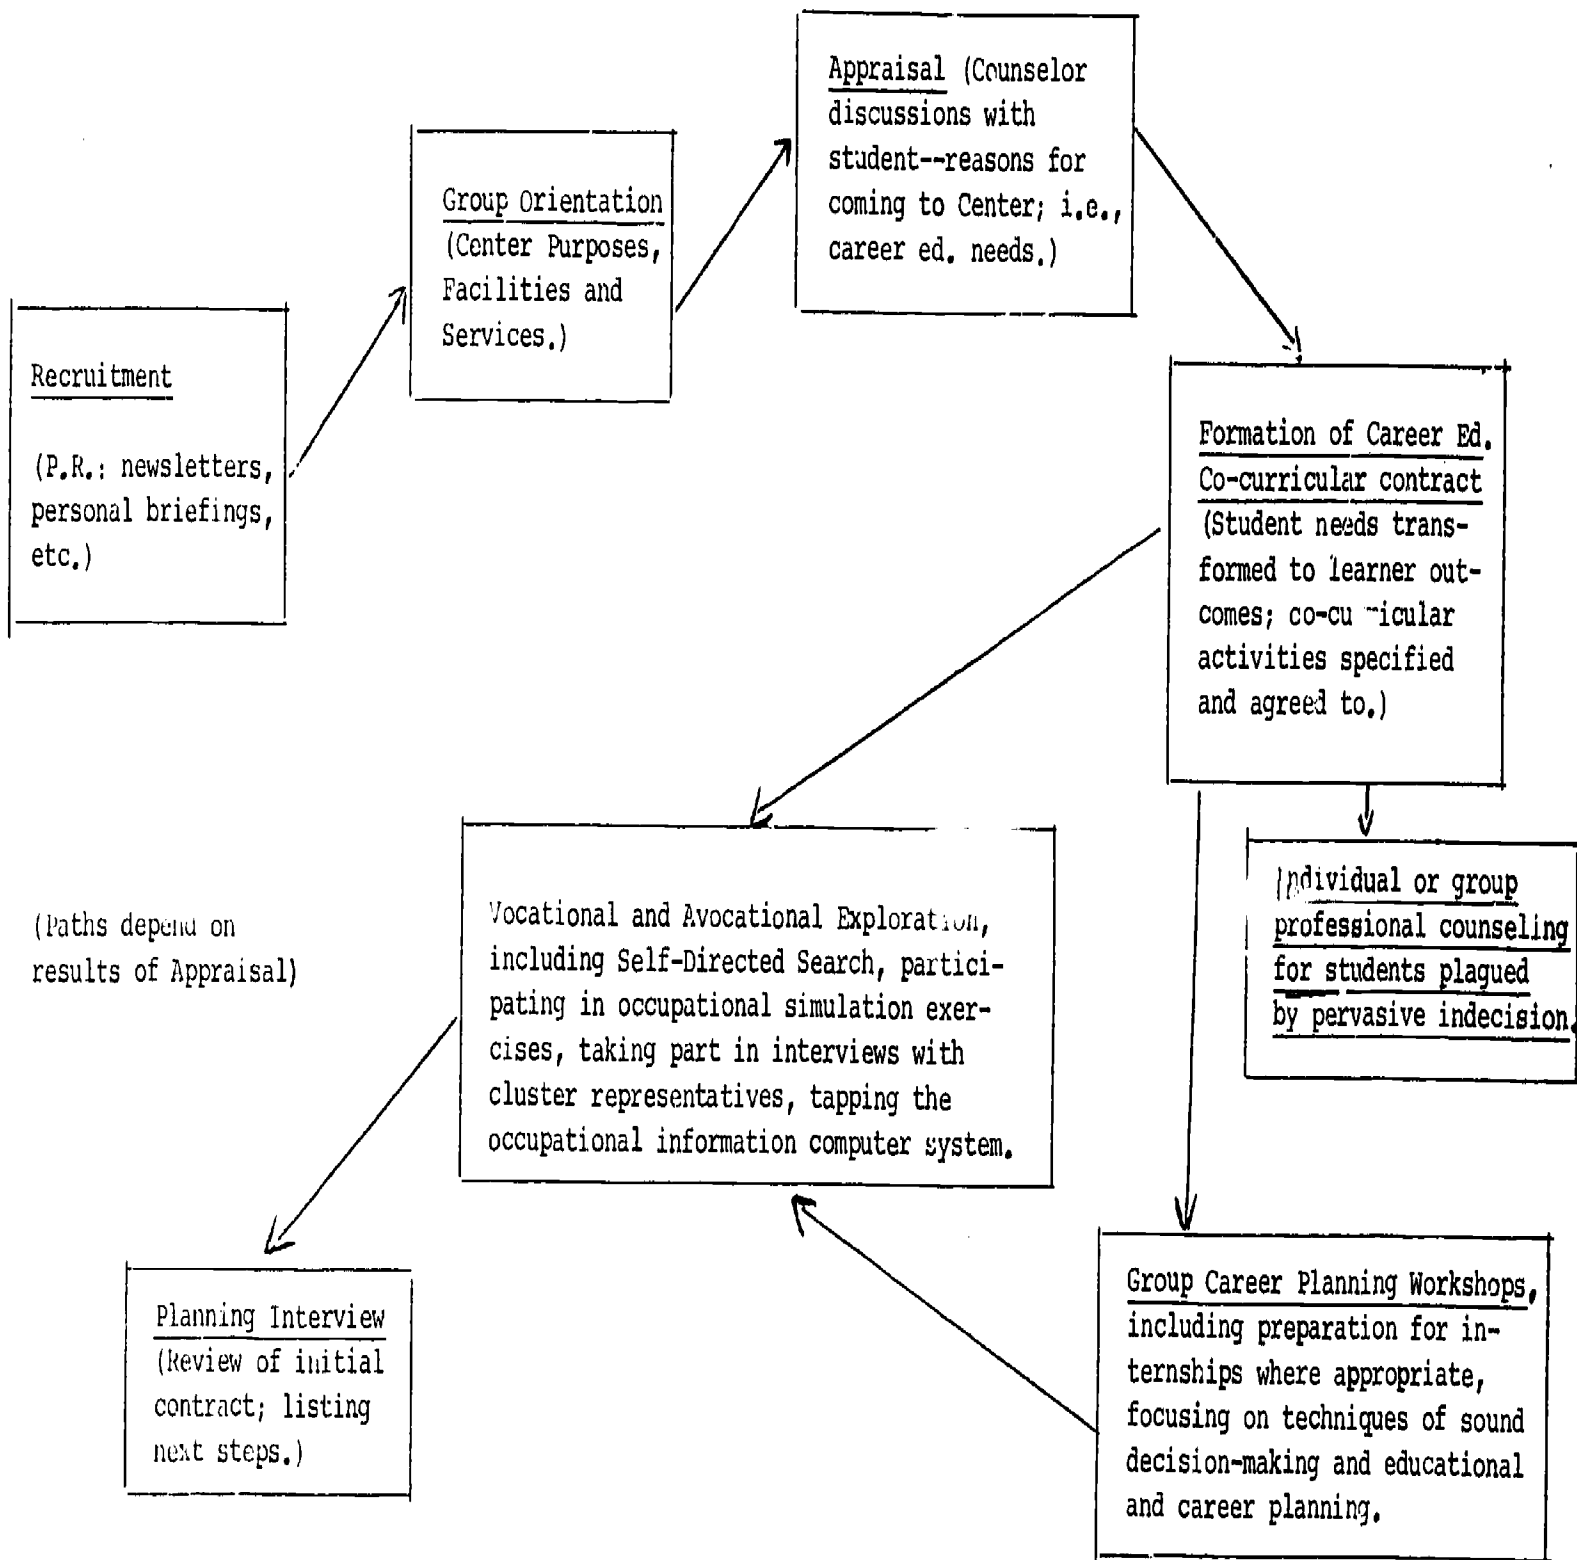 Recruitment
(P.R.: newsletters,
personal briefings,
etc.)
Group Orientation
(Center Purposes,
Facilities and
Services.)
Appraisal (Counselor
discussions with
student--reasons for
coming to Center; i.e.,
career ed. needs.)
Formation of Career Ed.
Co-curricular contract
(Student needs trans-
formed to learner out-
comes; co-curricular
activities specified
and agreed to.)
Individual or group
professional counseling
for students plagued
by pervasive indecision.
(Paths depend on
results of Appraisal)
Vocational and Avocational Exploration,
including Self-Directed Search, partici-
pating in occupational simulation exer-
cises, taking part in interviews with
cluster representatives, tapping the
occupational information computer system.
Group Career Planning Workshops,
including preparation for in-
ternships where appropriate,
focusing on techniques of sound
decision-making and educational
and career planning.
Planning Interview
(Review of initial
contract; listing
next steps.)